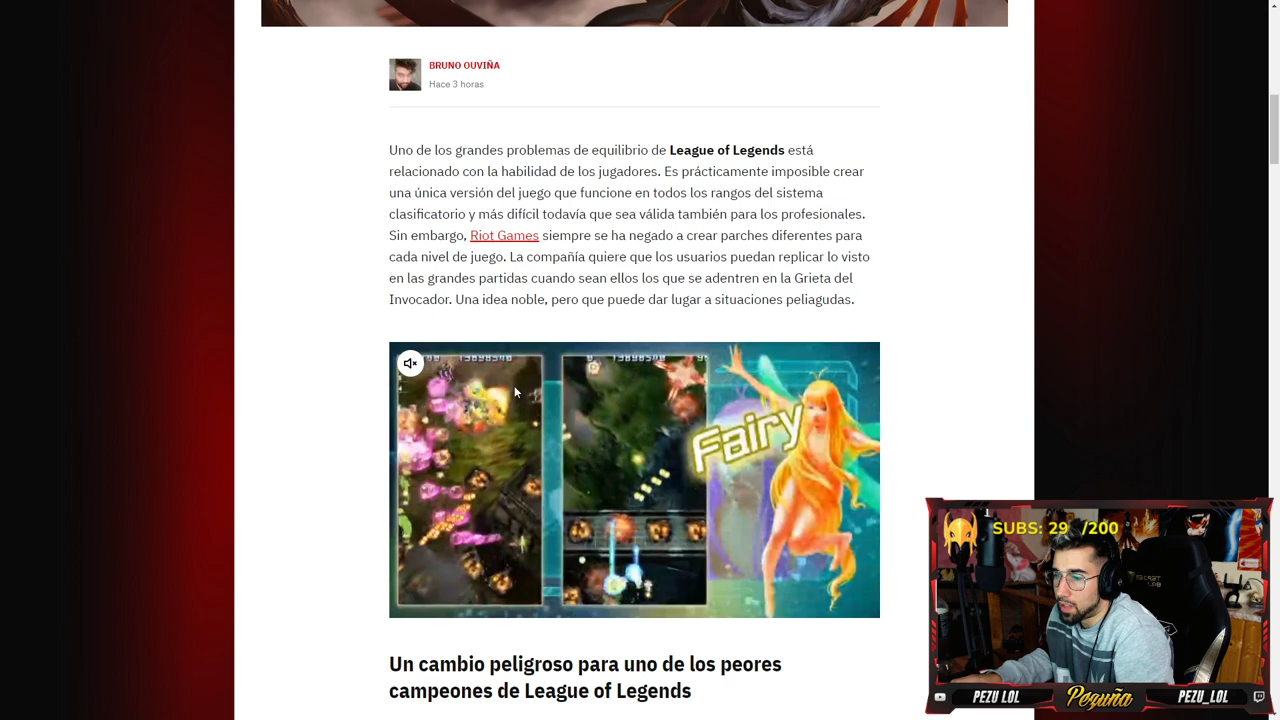 BRUNO OUVIÑA
Hace 3 horas
Uno de los grandes problemas de equilibrio de League of Legends está
relacionado con la habilidad de los jugadores. Es prácticamente imposible crear
una única versión del juego que funcione en todos los rangos del sistema
clasificatorio y más difícil todavía que sea válida también para los profesionales.
Sin embargo, Riot Games siempre se ha negado a crear parches diferentes para
cada nivel de juego. La compañía quiere que los usuarios puedan replicar lo visto
en las grandes partidas cuando sean ellos los que se adentren en la Grieta del
Invocador. Una idea noble, pero que puede dar lugar a situaciones peliagudas.
Fairy
Un cambio peligroso para uno de los peores
campeones de League of Legends
SUBS: 29 /200
PEZU LOL
Pezuña
PEZU_LOL